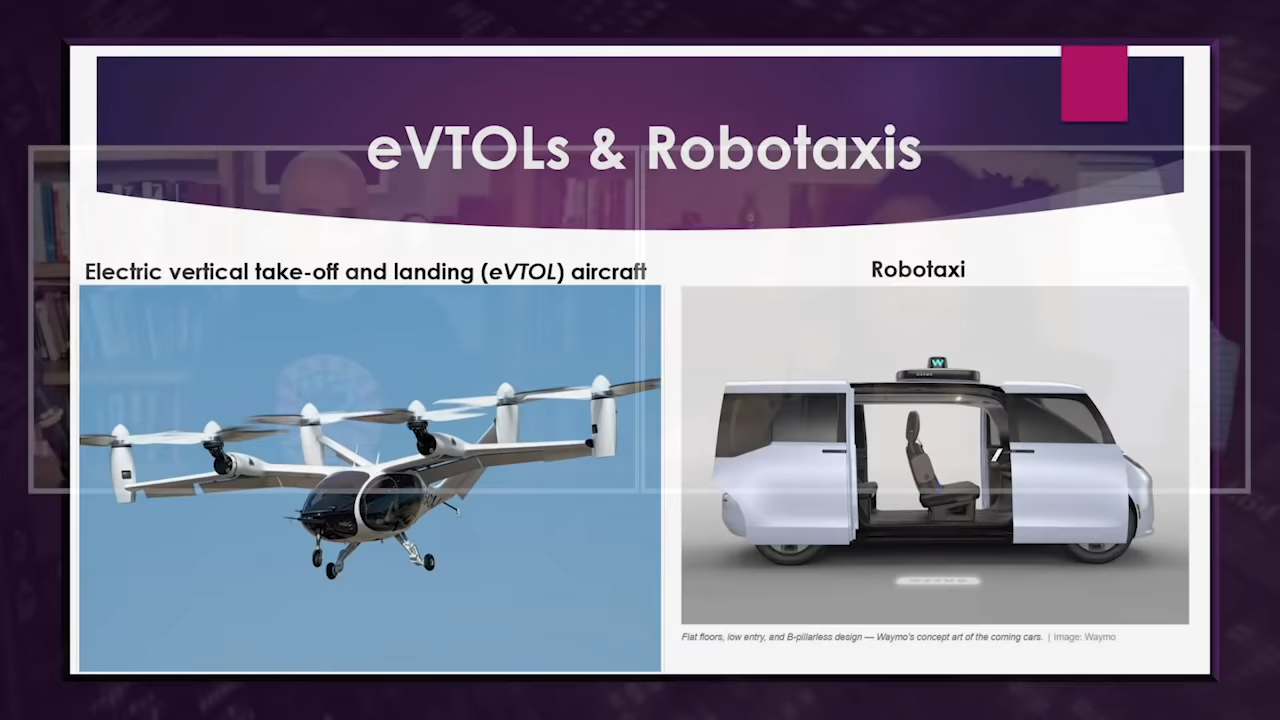 eVTOLs & Robotaxis
Electric vertical take-off and landing (eVTOL) aircraft
Robotaxi
W
Flat floors, low entry, and B-pillarless design — Waymo's concept art of the coming cars. | Image: Waymo